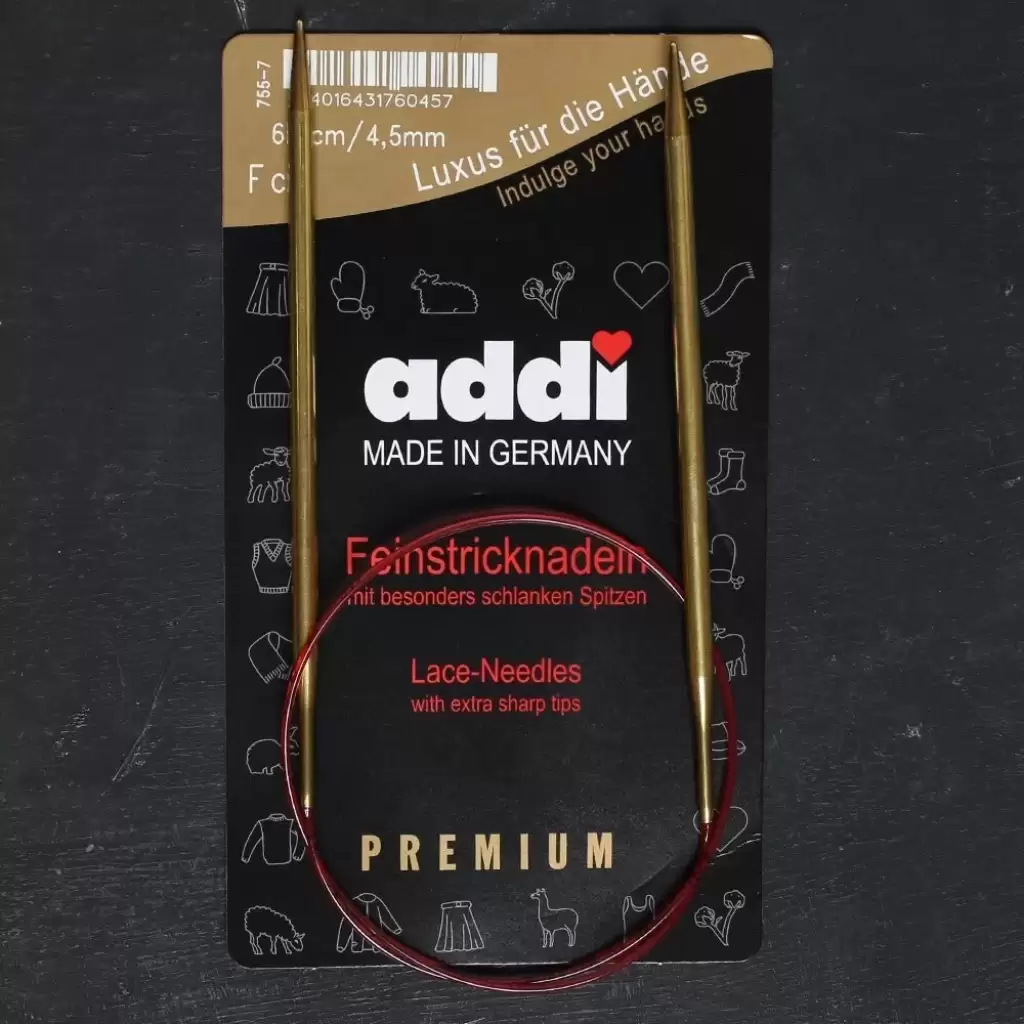 755-7
4016431760457
cm/4,5mm
F
Luxus für die Hände
Indulge your hands
addi
MADE IN GERMANY
Feinstricknadeln
mit besonders schlanken Spitzen
Lace-Needles
with extra sharp tips
PREMIUM